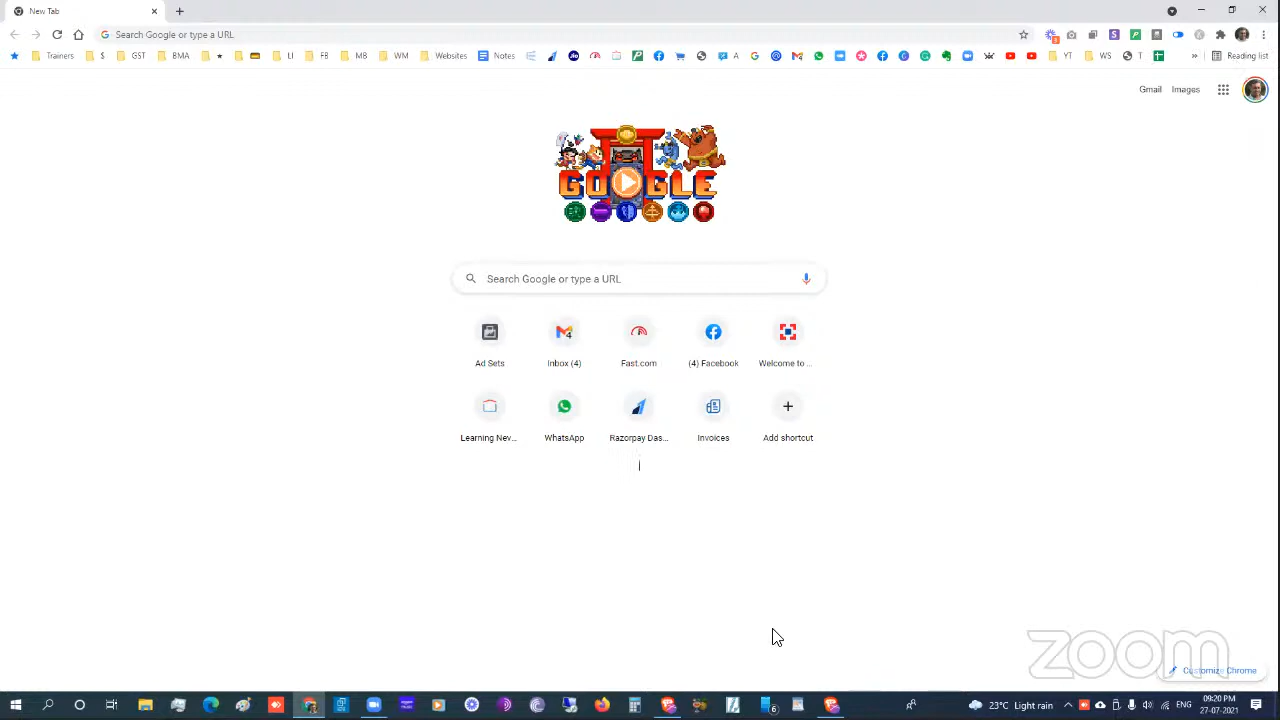 New Tab
Search Google or type a URL
Trainers $ GST BMA LI FB MB WM Websites Notes A YT WS T » Reading list
Gmail Images
GOOGLE
Search Google or type a URL
Ad Sets Inbox (4) Fast.com (4) Facebook Welcome to ...
Learning Nev... WhatsApp Razorpay Das... Invoices Add shortcut
zoom
Customize Chrome
23°C Light rain ENG 09:20 PM
27-07-2021